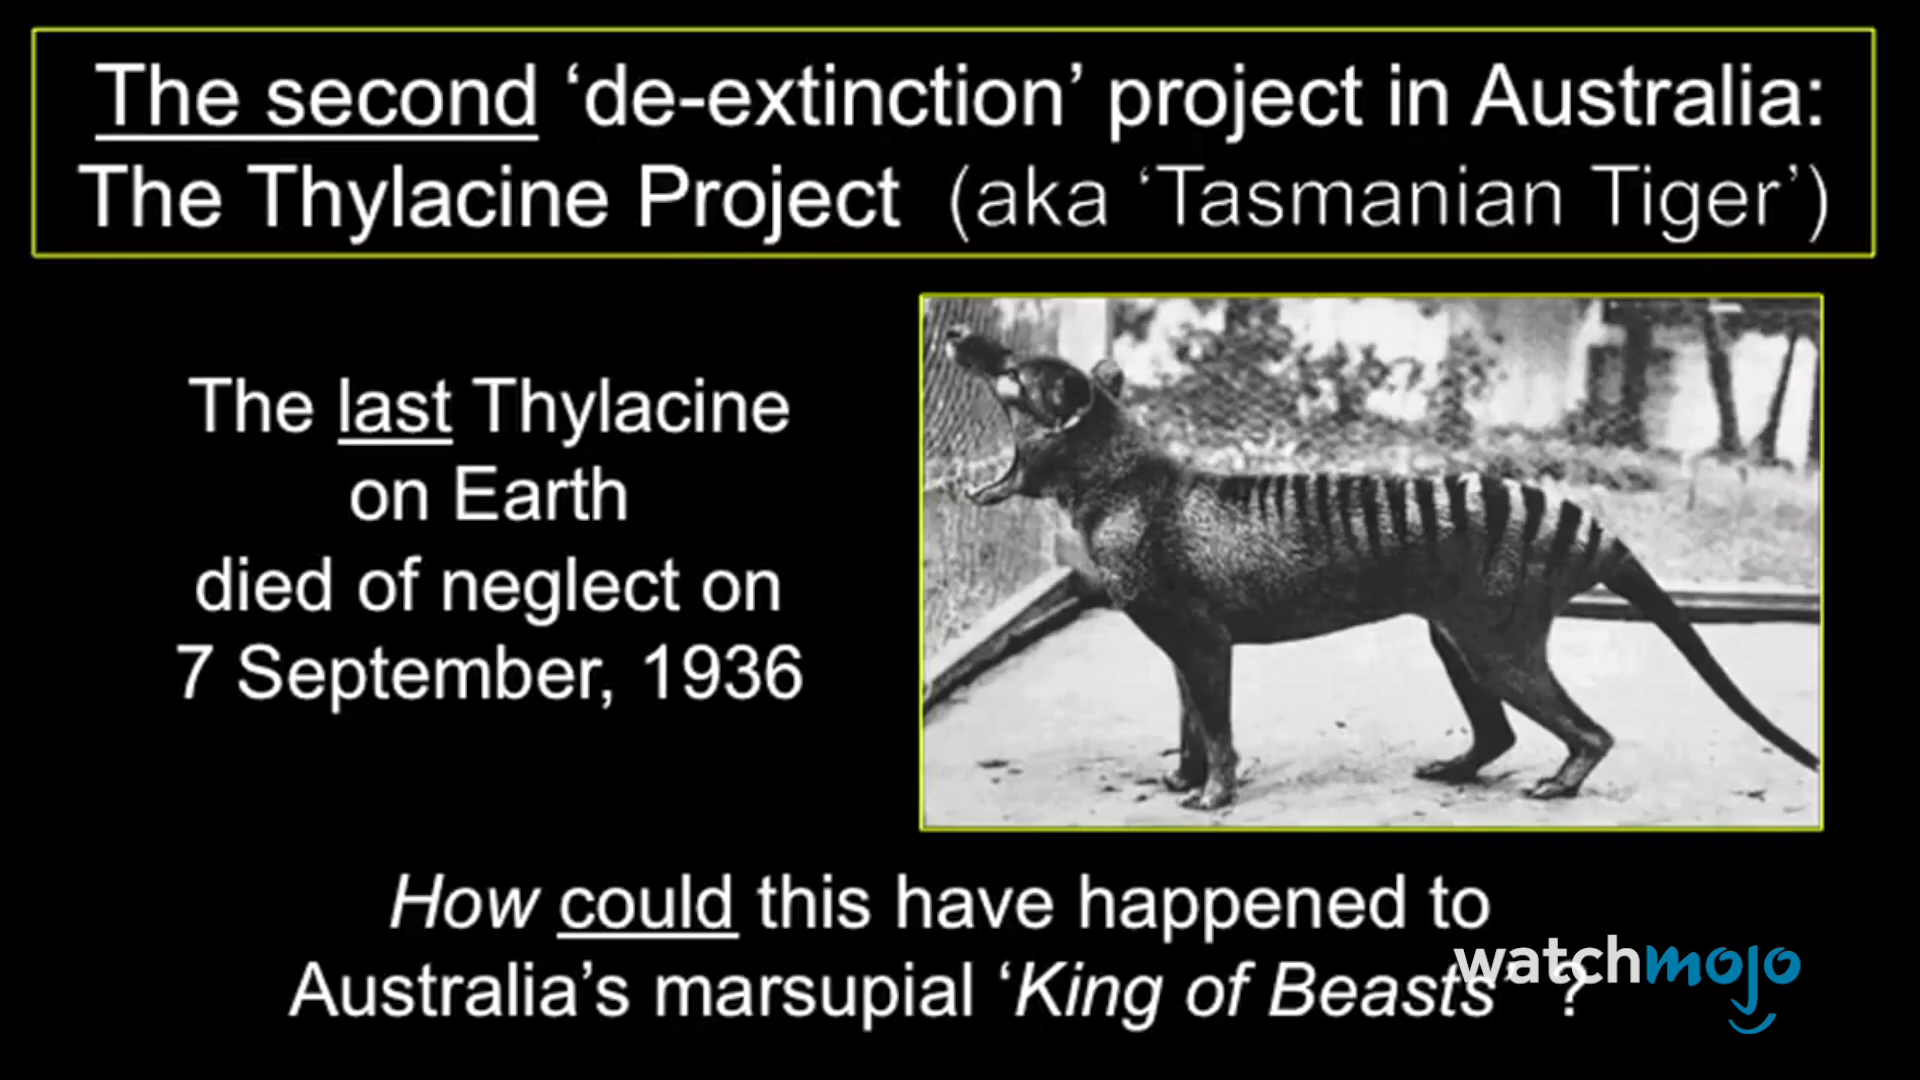 The second ‘de-extinction’ project in Australia:
The Thylacine Project (aka ‘Tasmanian Tiger’)
The last Thylacine
on Earth
died of neglect on
7 September, 1936
How could this have happened to
Australia’s marsupial ‘King of Beasts’ ?
watchmojo